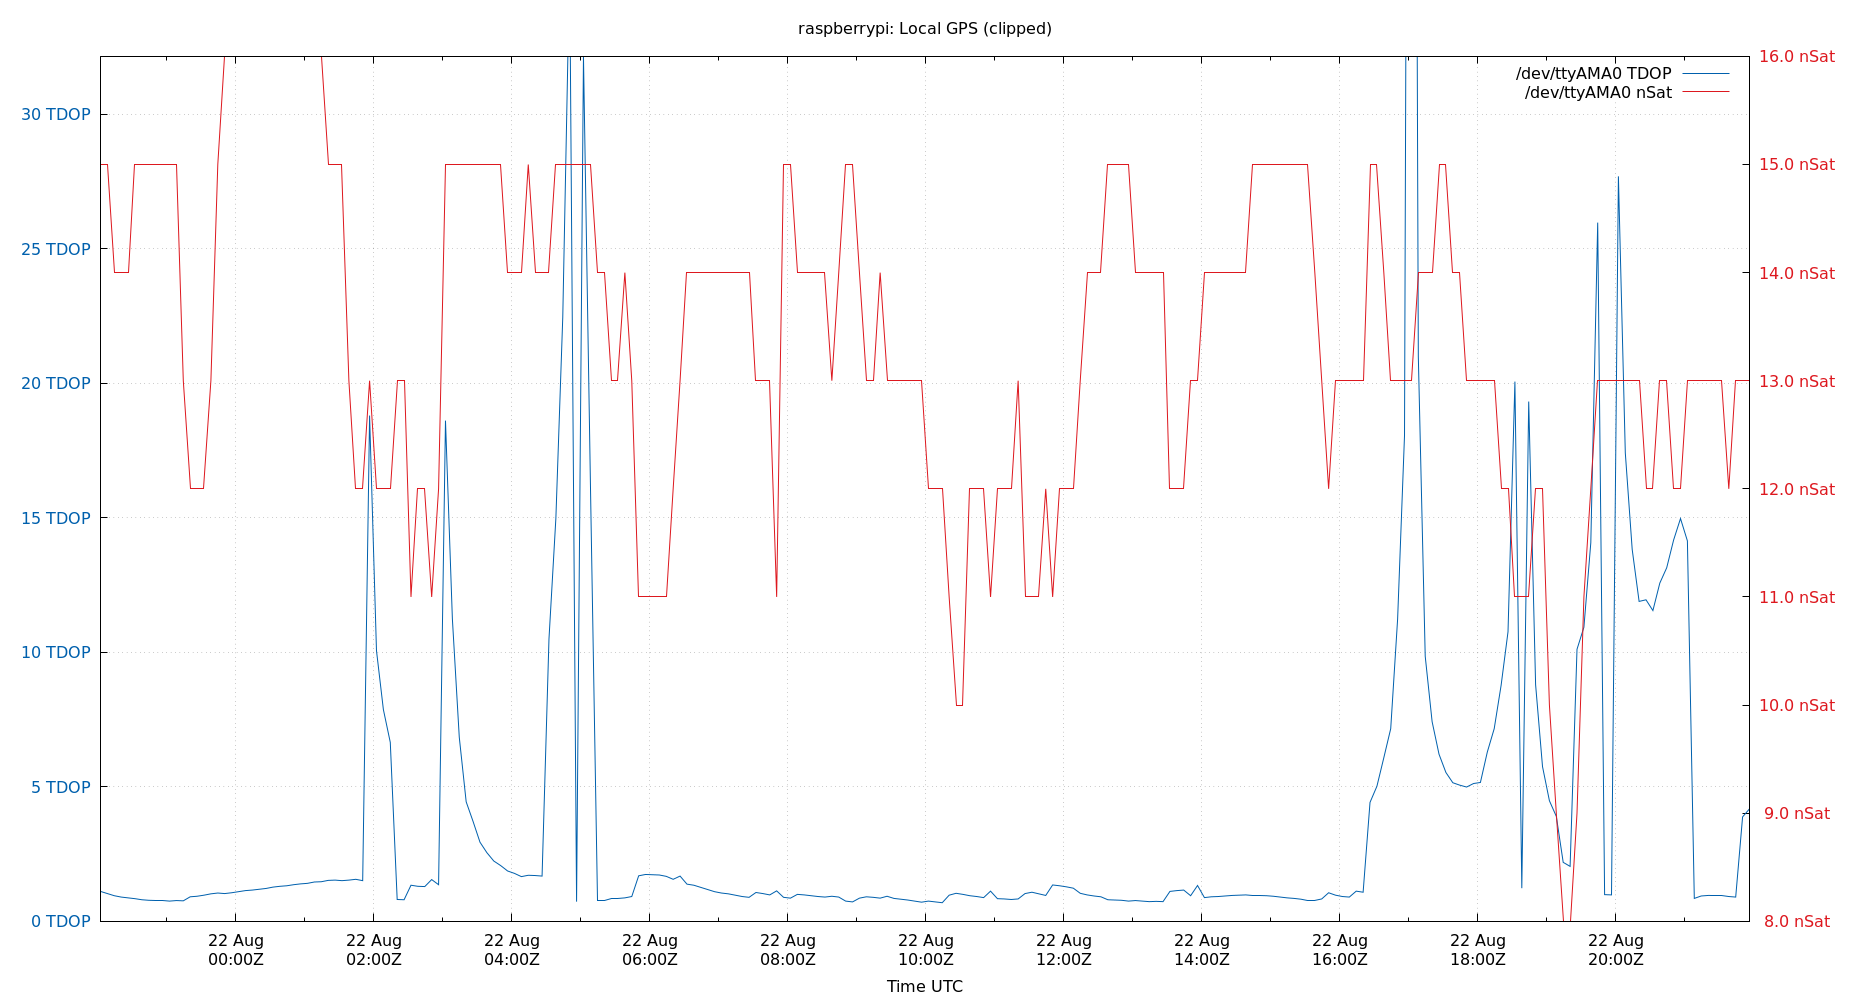 raspberrypi: Local GPS (clipped)
/dev/ttyAMA0 TDOP
/dev/ttyAMA0 nSat
30 TDOP
25 TDOP
20 TDOP
15 TDOP
10 TDOP
5 TDOP
0 TDOP
16.0 nSat
15.0 nSat
14.0 nSat
13.0 nSat
12.0 nSat
11.0 nSat
10.0 nSat
9.0 nSat
8.0 nSat
22 Aug
00:00Z
22 Aug
02:00Z
22 Aug
04:00Z
22 Aug
06:00Z
22 Aug
08:00Z
22 Aug
10:00Z
22 Aug
12:00Z
22 Aug
14:00Z
22 Aug
16:00Z
22 Aug
18:00Z
22 Aug
20:00Z
Time UTC